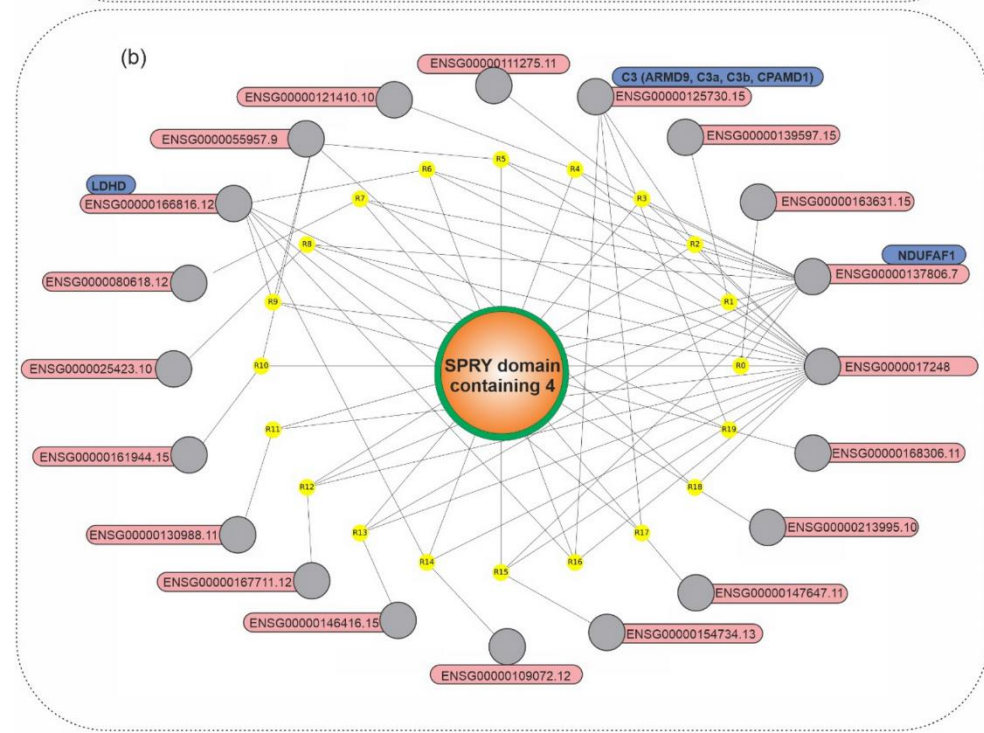 (b)
ENSG00000111275.11
C3 (ARMD9, C3a, C3b, CPAMD1)
ENSG00000125730.15
ENSG00000121410.10
ENSG0000055957.9
ENSG00000139597.15
LDHD
ENSG00000166816.12
ENSG00000163631.15
NDUFAF1
ENSG00000137806.7
ENSG0000080618.12
ENSG0000025423.10
ENSG0000017248
ENSG00000161944.15
ENSG00000168306.11
ENSG00000130988.11
ENSG00000213995.10
ENSG00000167711.12
ENSG00000147647.11
ENSG00000146416.15
ENSG00000154734.13
ENSG00000109072.12
R5
R6
R4
R7
R3
R8
R2
R9
R1
R10
R0
R11
R19
R12
R18
R13
R17
R14
R16
R15
SPRY domain
containing 4